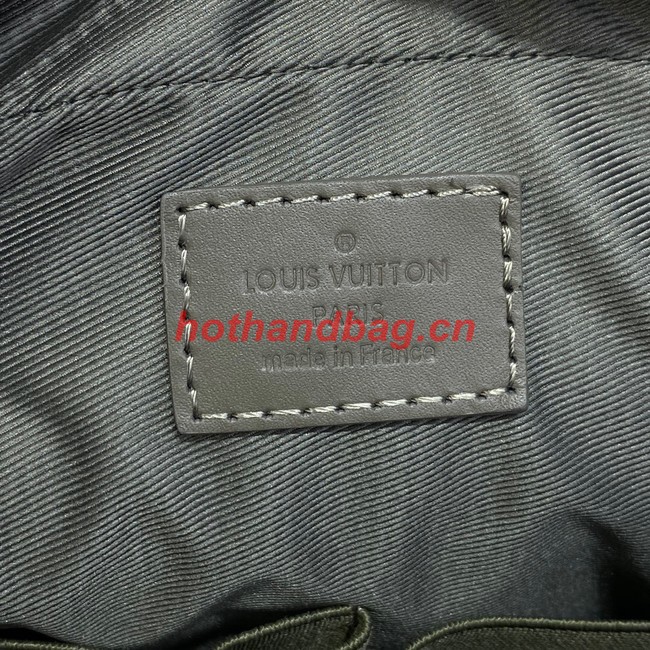 ®
LOUIS VUITTON
PARIS
hothandbag.cn
made in France